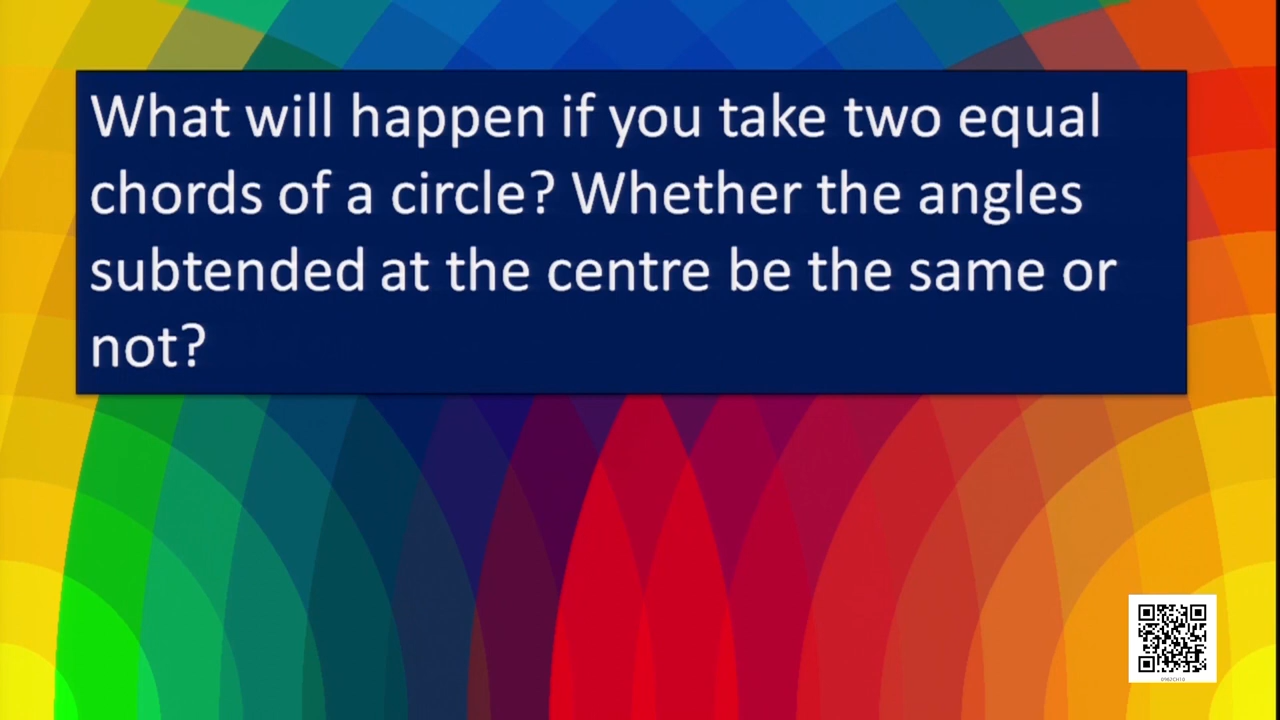 What will happen if you take two equal
chords of a circle? Whether the angles
subtended at the centre be the same or
not?
0962CH10